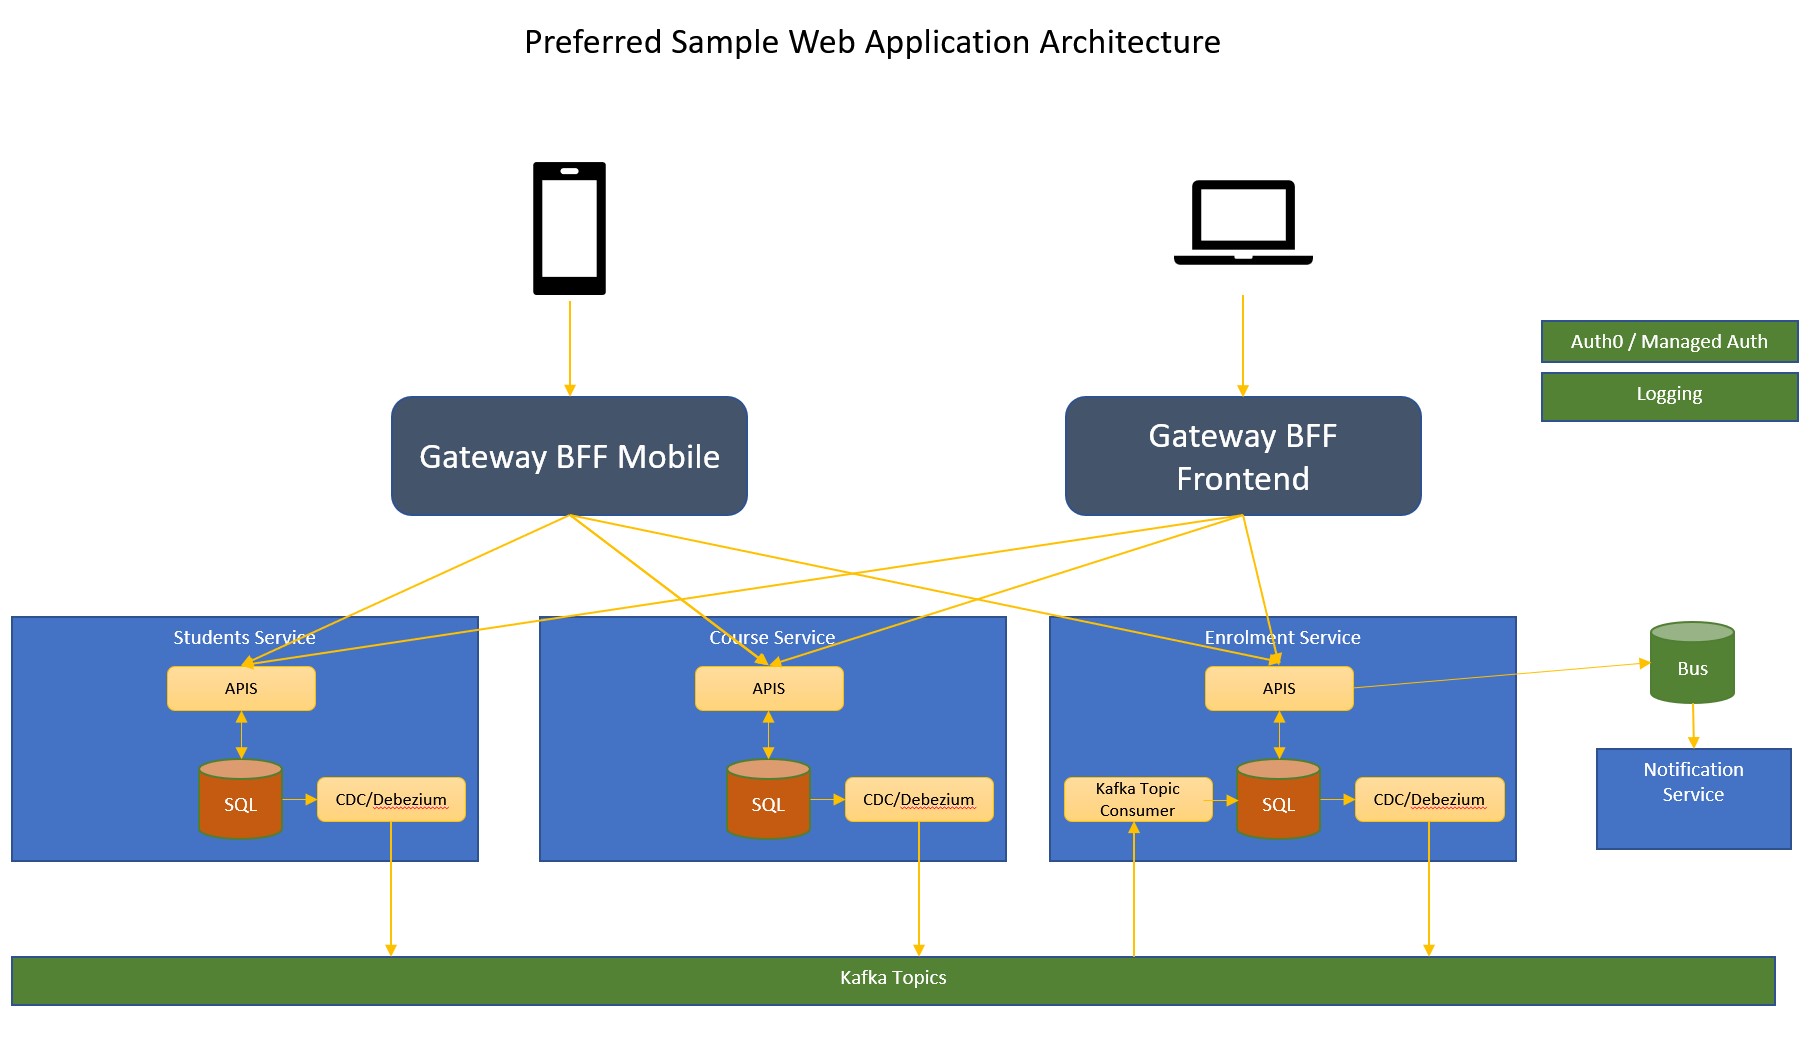 Preferred Sample Web Application Architecture
Auth0 / Managed Auth
Logging
Gateway BFF Mobile
Gateway BFF
Frontend
Students Service
APIS
SQL
CDC/Debezium
Course Service
APIS
SQL
CDC/Debezium
Enrolment Service
APIS
Kafka Topic
Consumer
SQL
CDC/Debezium
Bus
Notification
Service
Kafka Topics